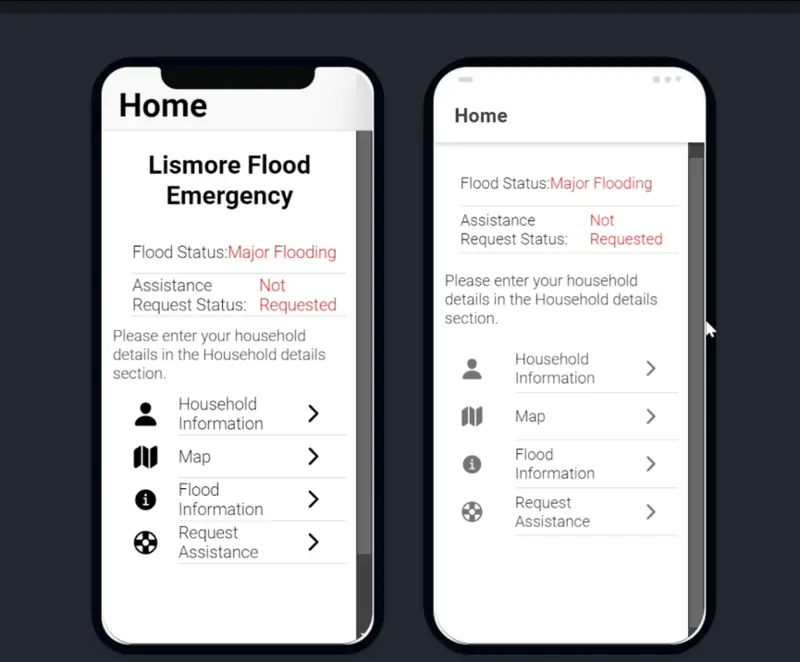 Home
Lismore Flood
Emergency
Flood Status:Major Flooding
Assistance Not
Request Status: Requested
Please enter your household
details in the Household details
section.
Household
Information
Map
Flood
Information
Request
Assistance
Home
Flood Status:Major Flooding
Assistance Not
Request Status: Requested
Please enter your household
details in the Household details
section.
Household
Information
Map
Flood
Information
Request
Assistance